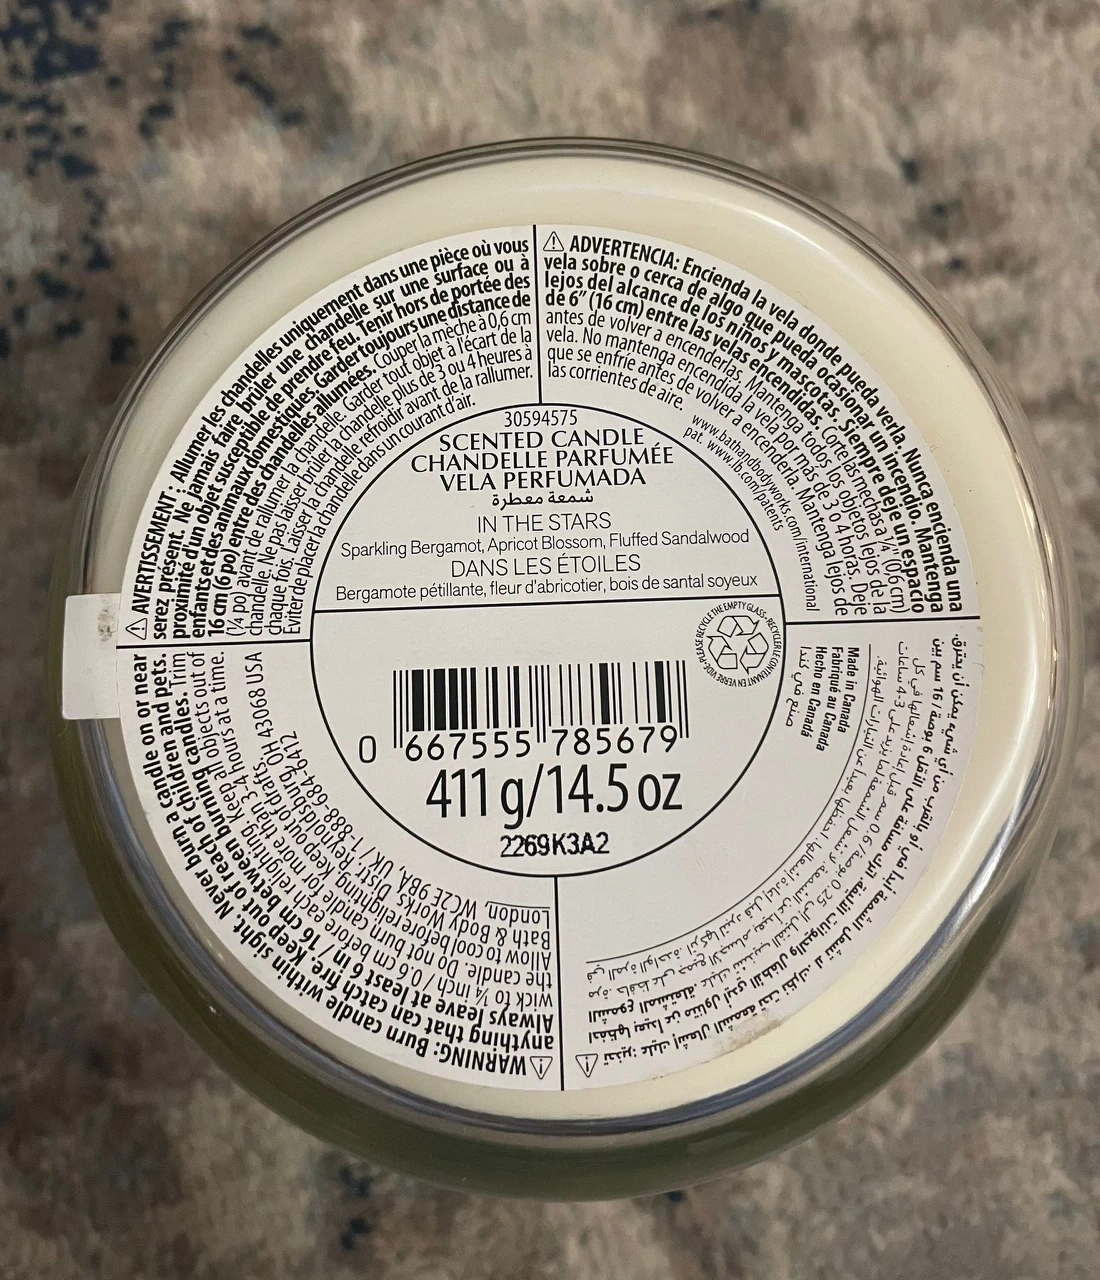 ⚠ AVERTISSEMENT : Allumer les chandelles uniquement dans une pièce où vous
serez présent. Ne jamais faire brûler une chandelle sur une surface ou à
proximité d'un objet susceptible de prendre feu. Tenir hors de portée des
enfants et des animaux domestiques. Garder toujours une distance de
16 cm (6 po) entre des chandelles allumées. Couper la mèche à 0,6 cm
(¼ po) avant de rallumer la chandelle. Garder tout objet à l'écart de la
chandelle. Ne pas laisser brûler la chandelle plus de 3 ou 4 heures à
chaque fois. Laisser la chandelle refroidir avant de la rallumer.
Éviter de placer la chandelle dans un courant d'air.
⚠ ADVERTENCIA: Encienda la vela donde pueda verla. Nunca encienda una
vela sobre o cerca de algo que pueda ocasionar un incendio. Mantenga
lejos del alcance de los niños y mascotas. Siempre deje un espacio
de 6" (16 cm) entre las velas encendidas. Corte las mechas a ¼" (0,6 cm)
antes de volver a encenderlas. Mantenga todos los objetos lejos de la
vela. No mantenga encendida la vela por más de 3 o 4 horas. Deje
que se enfríe antes de volver a encenderla. Mantenga lejos de
las corrientes de aire.
www.bathandbodyworks.com/international
pat. www.lb.com/patents
30594575
SCENTED CANDLE
CHANDELLE PARFUMÉE
VELA PERFUMADA
شمعة معطرة
IN THE STARS
Sparkling Bergamot, Apricot Blossom, Fluffed Sandalwood
DANS LES ÉTOILES
Bergamote pétillante, fleur d'abricotier, bois de santal soyeux
PLEASE RECYCLE THE EMPTY GLASS • RECYCLER LE CONTENANT EN VERRE VIDE •
0 667555 785679
411 g/14.5 oz
2269K3A2
Made in Canada
Fabriqué au Canada
Hecho en Canadá
صنع في كندا
⚠ WARNING: Burn candle within sight. Never burn a candle on or near
anything that can catch fire. Keep out of reach of children and pets.
Always leave at least 6 in / 16 cm between burning candles. Trim
wick to ¼ inch / 0.6 cm before each relighting. Keep all objects out of
the candle. Do not burn candle for more than 3-4 hours at a time.
Allow to cool before relighting. Keep out of drafts.
Bath & Body Works Distr., Reynoldsburg, OH 43068 USA
London, WC2E 9BA, UK / 1-888-684-6412